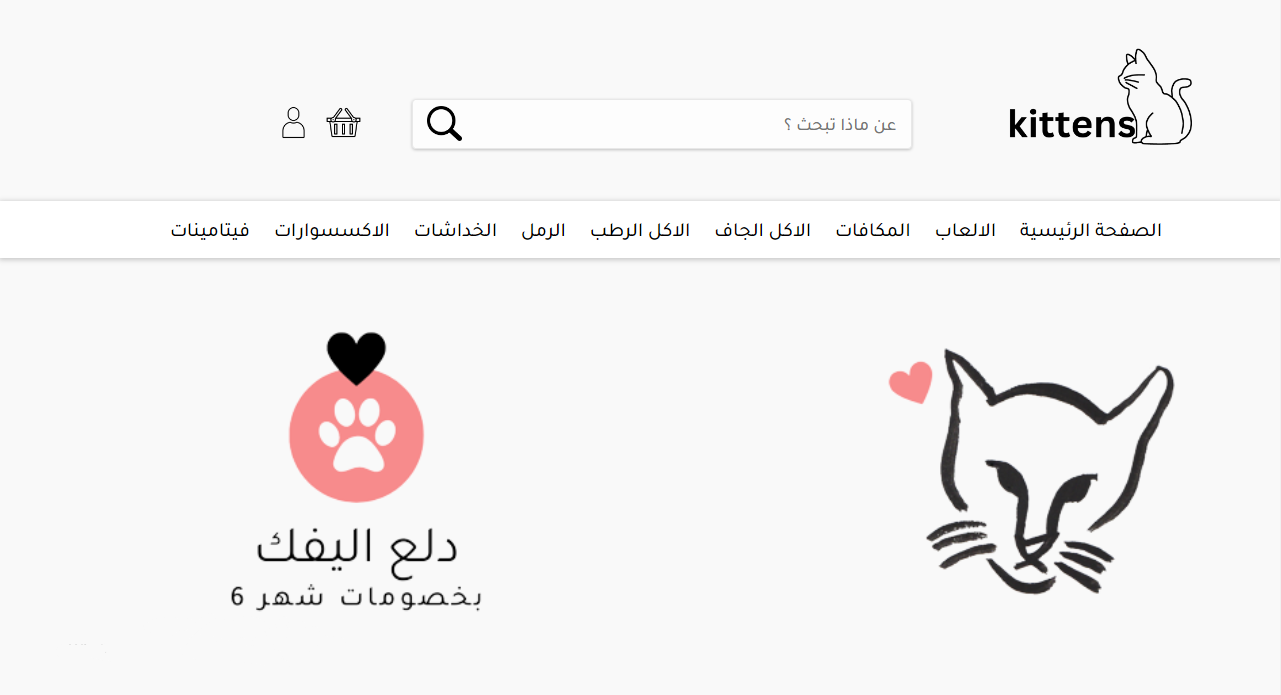 kittens
عن ماذا تبحث ؟
الصفحة الرئيسية الالعاب المكافات الاكل الجاف الاكل الرطب الرمل الخداشات الاكسسوارات فيتامينات
دلع اليفك
بخصومات شهر 6